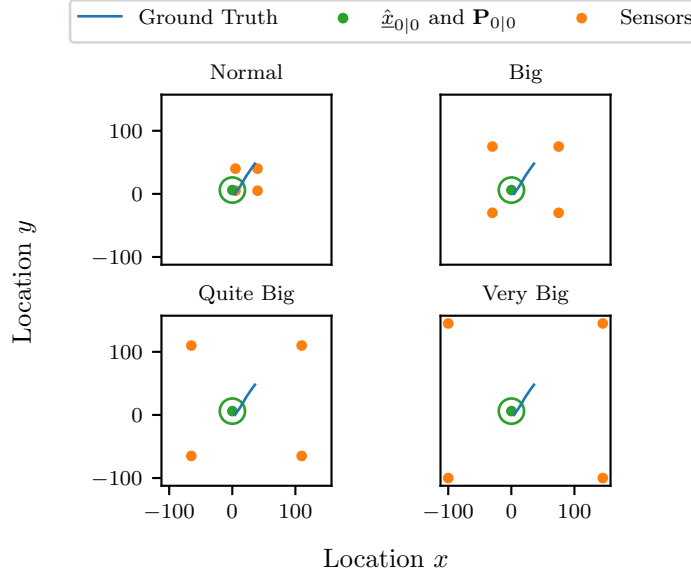 Ground Truth x̲̂₀|₀ and P₀|₀ Sensors
Normal Big
100
0
−100
Quite Big Very Big
100
0
−100
−100 0 100 −100 0 100
Location y
Location x